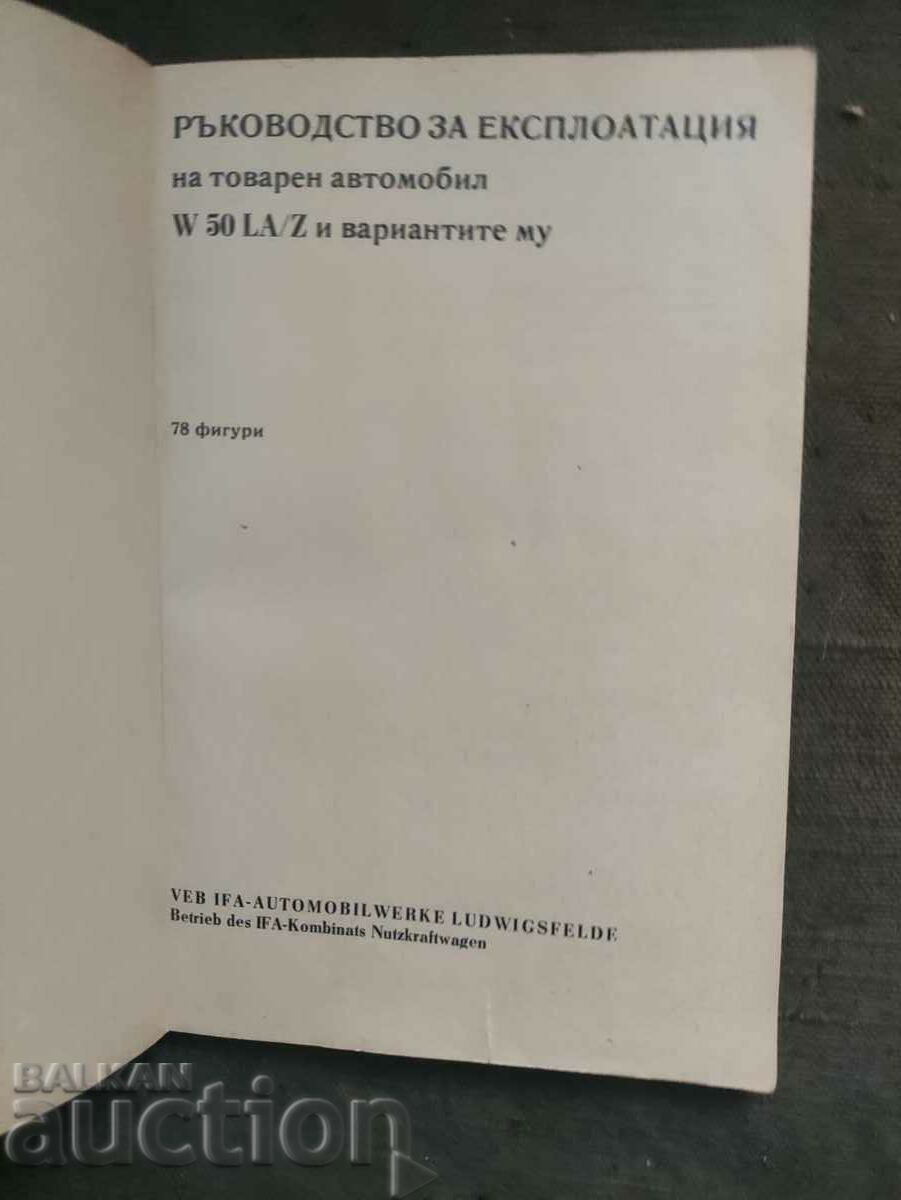 РЪКОВОДСТВО ЗА ЕКСПЛОАТАЦИЯ
на товарен автомобил
W 50 LA/Z и вариантите му
78 фигури
VEB IFA-AUTOMOBILWERKE LUDWIGSFELDE
Betrieb des IFA-Kombinats Nutzkraftwagen
BALKAN
auction